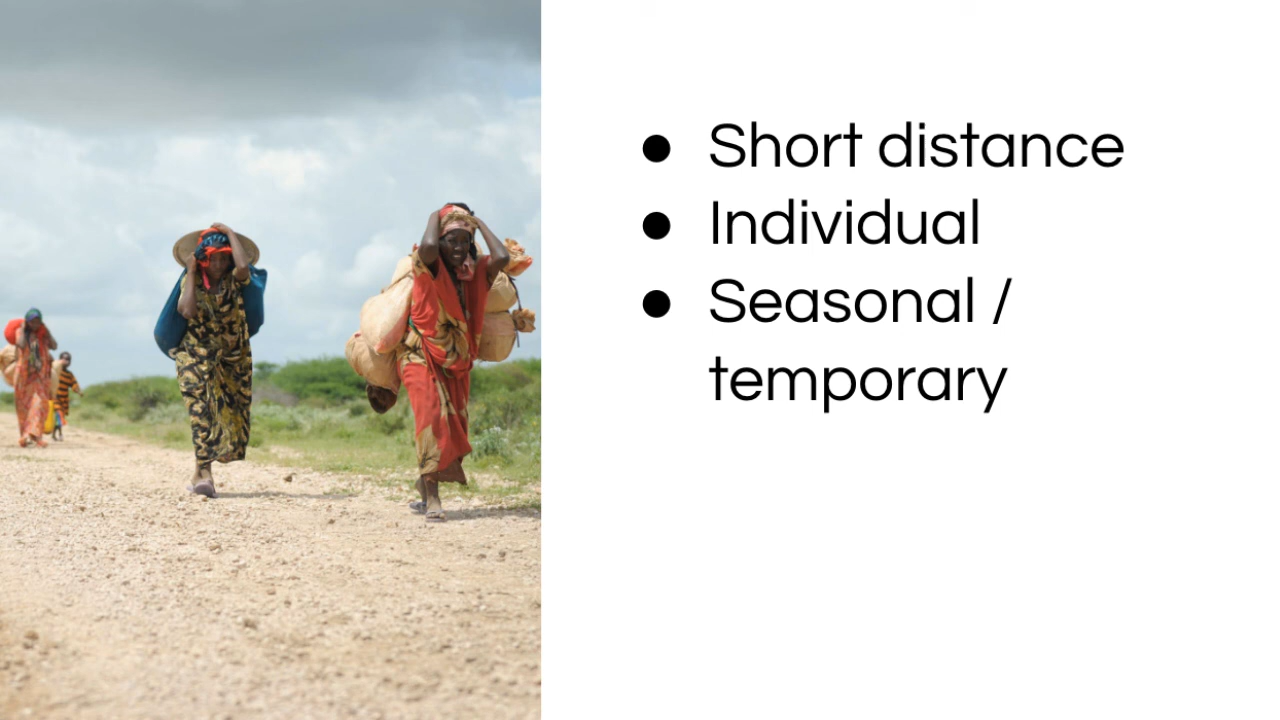 ● Short distance
● Individual
● Seasonal /
temporary